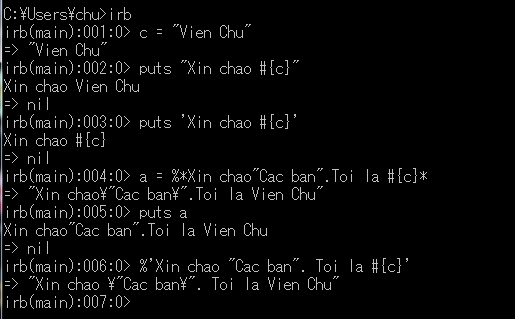 C:¥Users¥chu>irb
irb(main):001:0> c = "Vien Chu"
=> "Vien Chu"
irb(main):002:0> puts "Xin chao #{c}"
Xin chao Vien Chu
=> nil
irb(main):003:0> puts 'Xin chao #{c}'
Xin chao #{c}
=> nil
irb(main):004:0> a = %*Xin chao"Cac ban".Toi la #{c}*
=> "Xin chao¥"Cac ban¥".Toi la Vien Chu"
irb(main):005:0> puts a
Xin chao"Cac ban".Toi la Vien Chu
=> nil
irb(main):006:0> %'Xin chao "Cac ban". Toi la #{c}'
=> "Xin chao ¥"Cac ban¥". Toi la Vien Chu"
irb(main):007:0>